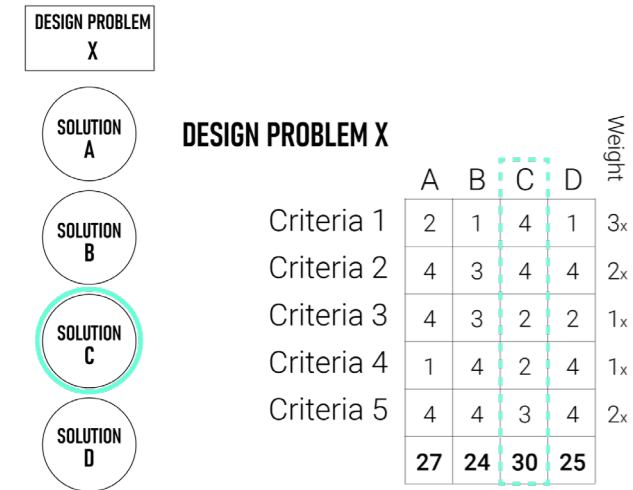 DESIGN PROBLEM
X
SOLUTION
A
SOLUTION
B
SOLUTION
C
SOLUTION
D
DESIGN PROBLEM X
A B C D Weight
Criteria 1 2 1 4 1 3x
Criteria 2 4 3 4 4 2x
Criteria 3 4 3 2 2 1x
Criteria 4 1 4 2 4 1x
Criteria 5 4 4 3 4 2x
27 24 30 25